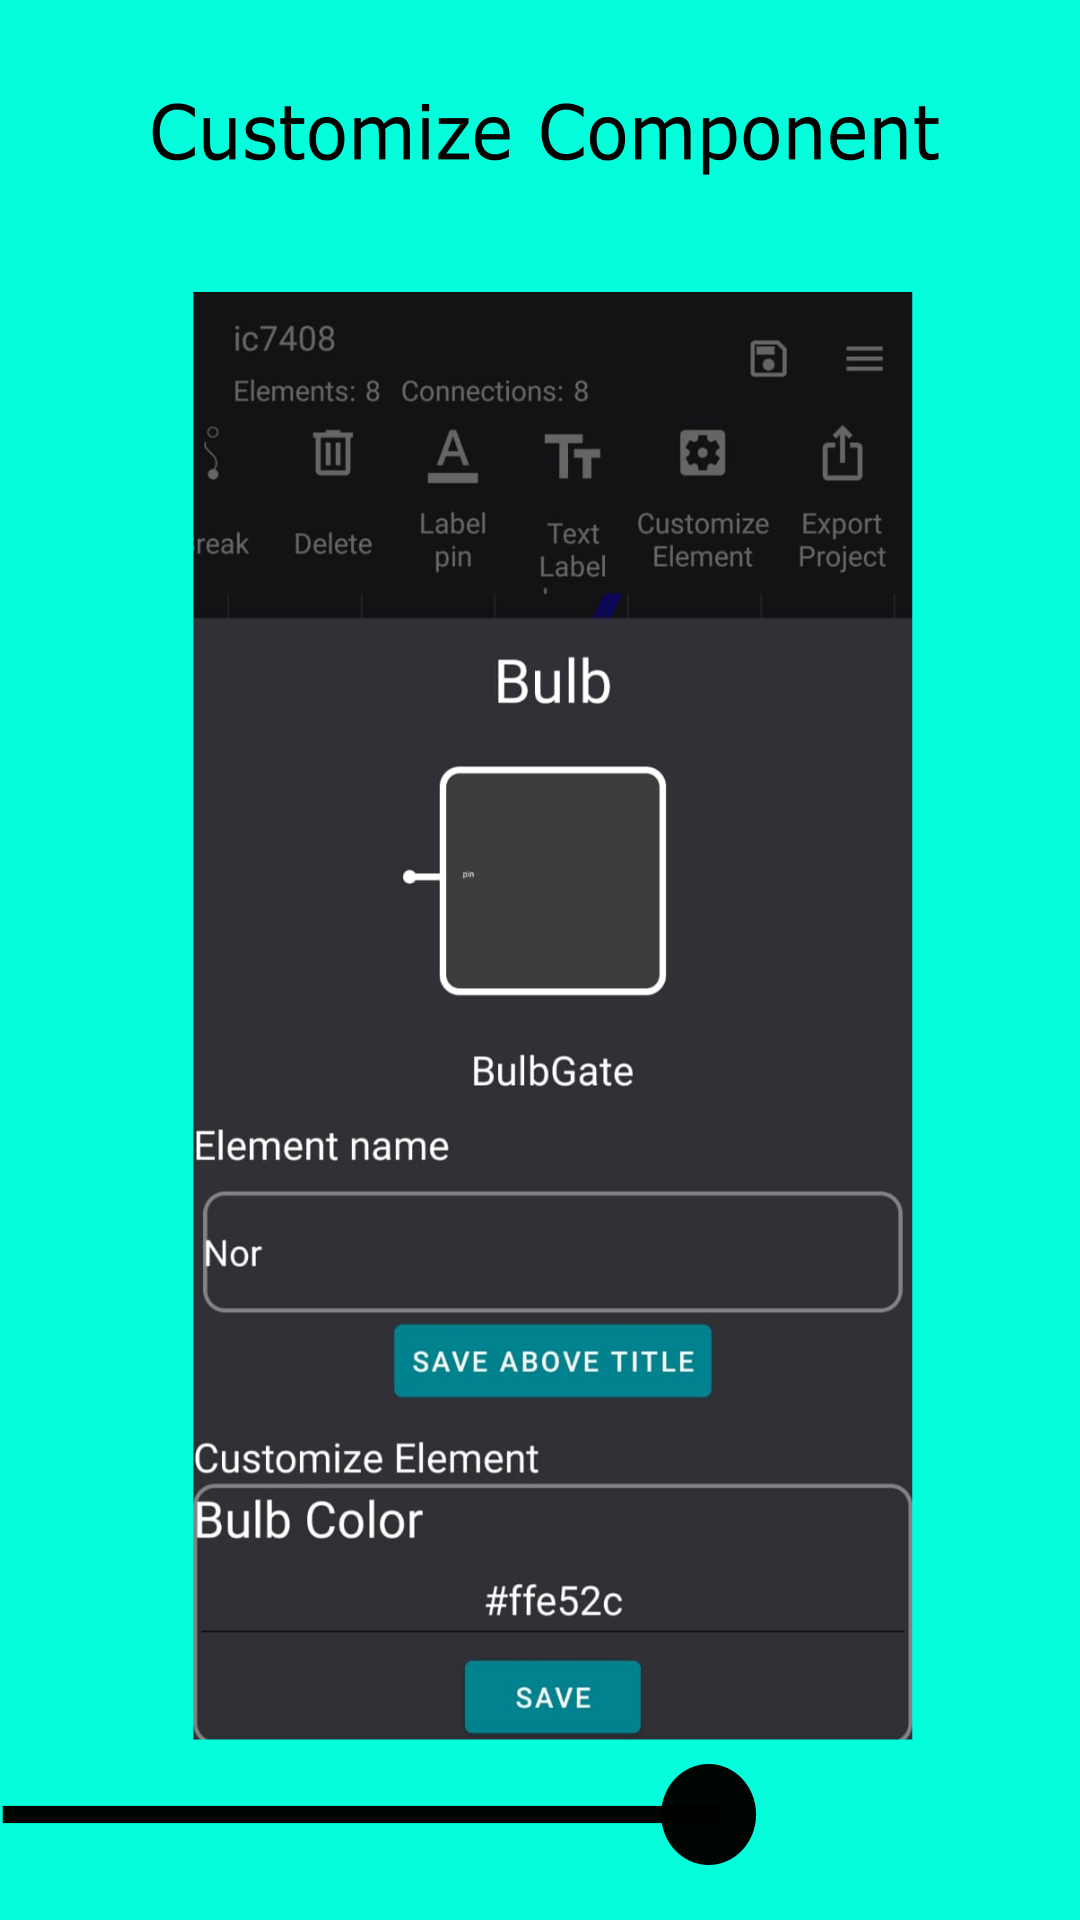 Customize Component
ic7408
Elements: 8 Connections: 8
reak
Delete
Label
pin
Text
Label
Customize
Element
Export
Project
Bulb
pin
BulbGate
Element name
Nor
SAVE ABOVE TITLE
Customize Element
Bulb Color
#ffe52c
SAVE